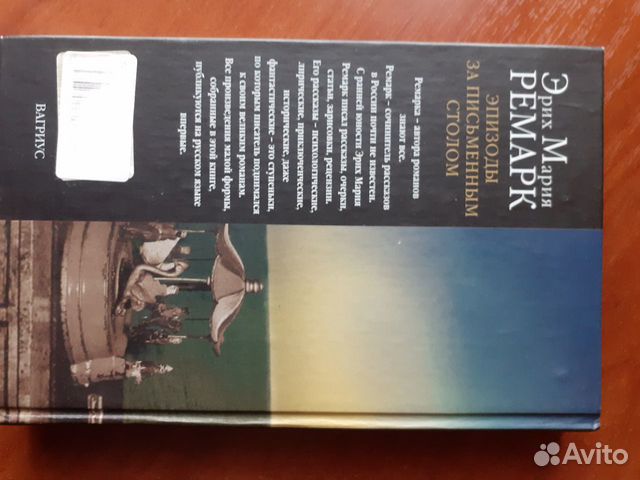 Эрих Мария
РЕМАРК
ЭПИЗОДЫ
ЗА ПИСЬМЕННЫМ
СТОЛОМ
Ремарка – автора романов
знают все.
Ремарк – сочинитель рассказов
в России почти не известен.
С ранней юности Эрих Мария
Ремарк писал рассказы, очерки,
статьи, зарисовки, рецензии.
Его рассказы – психологические,
лирические, приключенческие,
исторические, даже
фантастические – это ступеньки,
по которым писатель поднимался
к своим великим романам.
Все произведения малой формы,
собранные в этой книге,
публикуются на русском языке
впервые.
ВАГРИУС
Avito